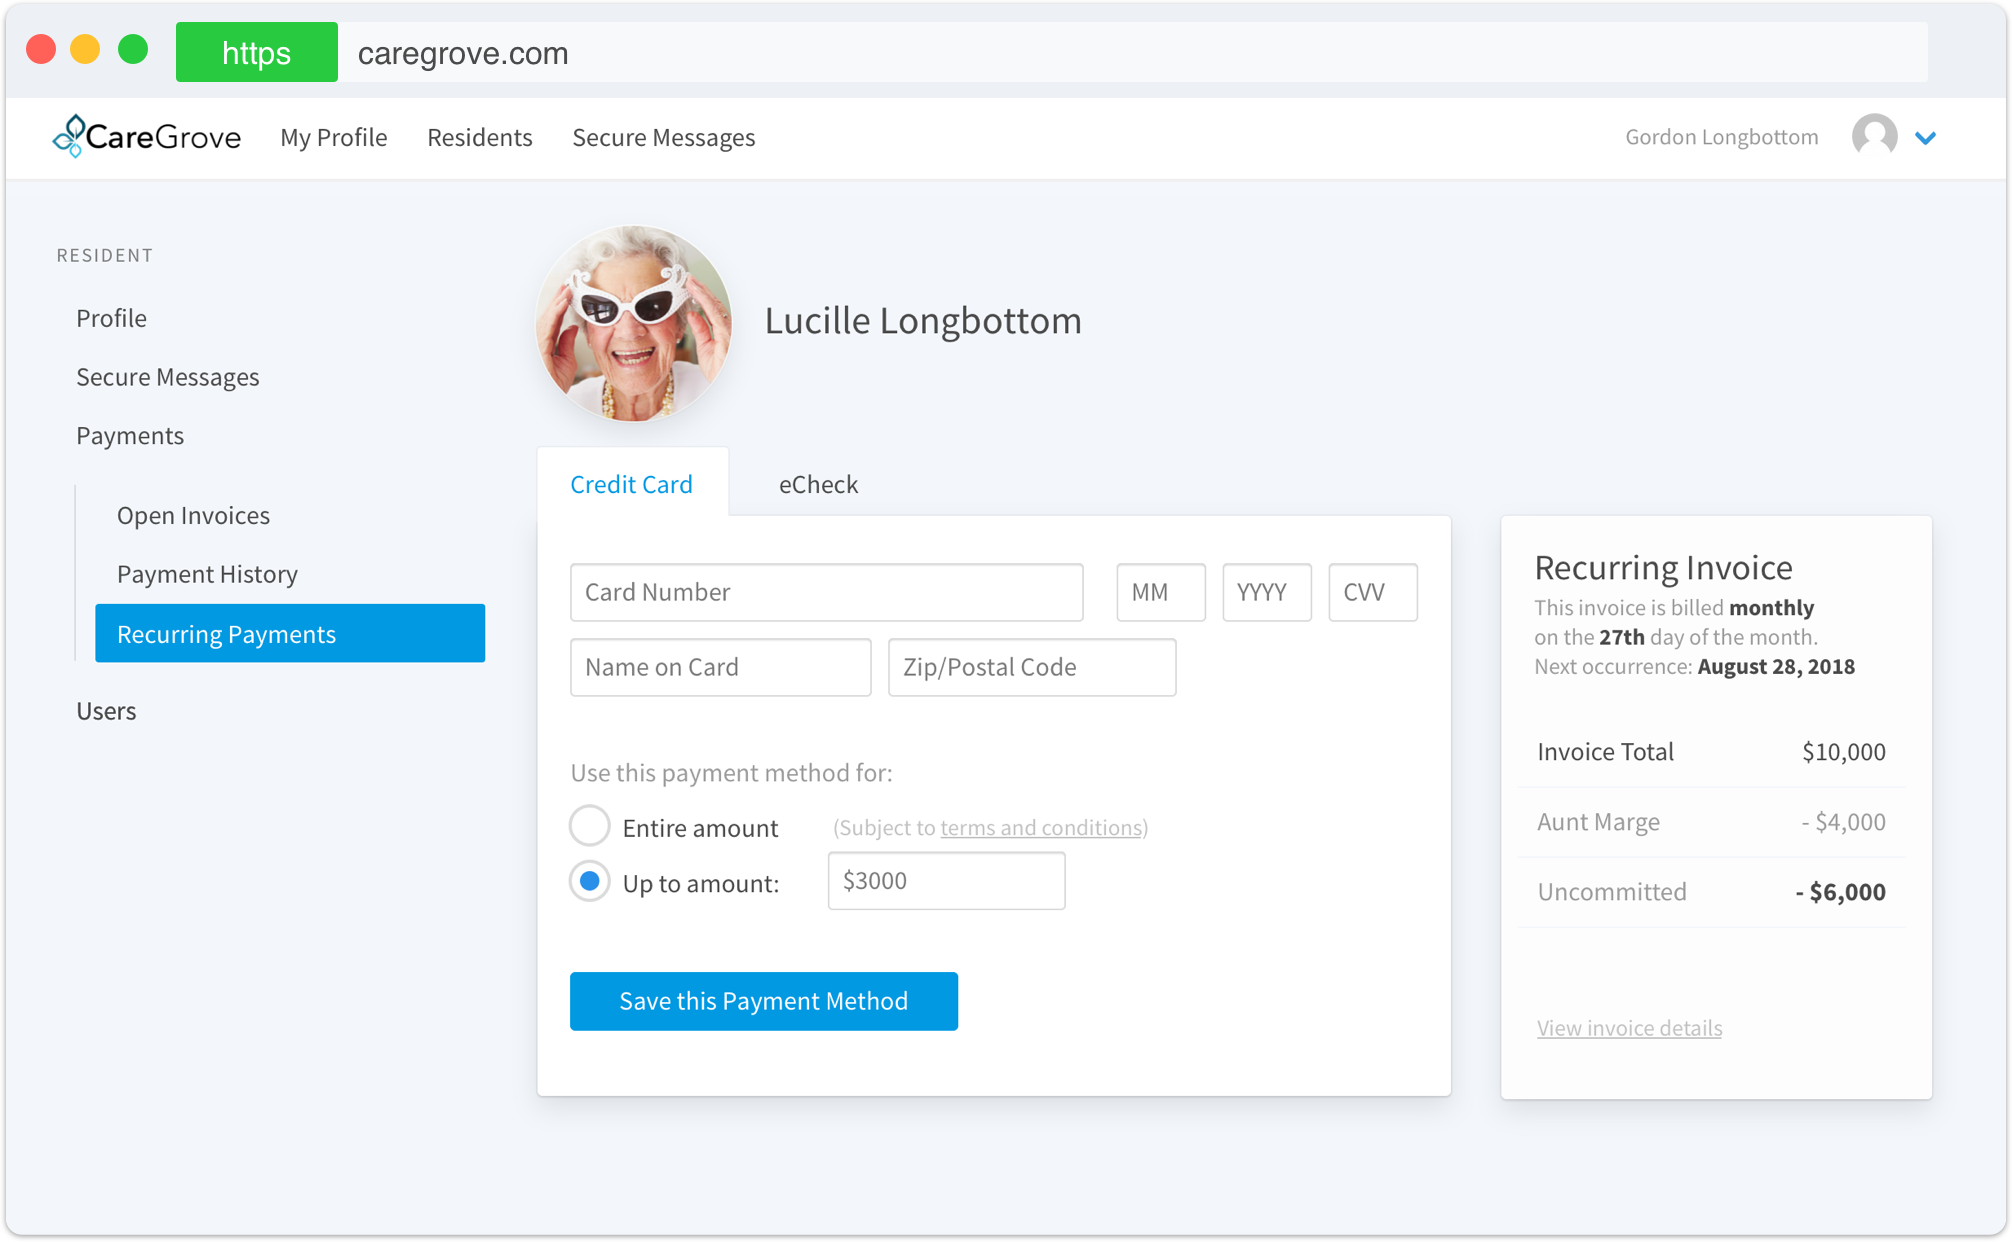 https caregrove.com
CareGrove My Profile Residents Secure Messages Gordon Longbottom
RESIDENT
Profile
Secure Messages
Payments
Open Invoices
Payment History
Recurring Payments
Users
Lucille Longbottom
Credit Card eCheck
Card Number MM YYYY CVV
Name on Card Zip/Postal Code
Use this payment method for:
Entire amount (Subject to terms and conditions)
Up to amount: $3000
Save this Payment Method
Recurring Invoice
This invoice is billed monthly
on the 27th day of the month.
Next occurrence: August 28, 2018
Invoice Total $10,000
Aunt Marge - $4,000
Uncommitted - $6,000
View invoice details